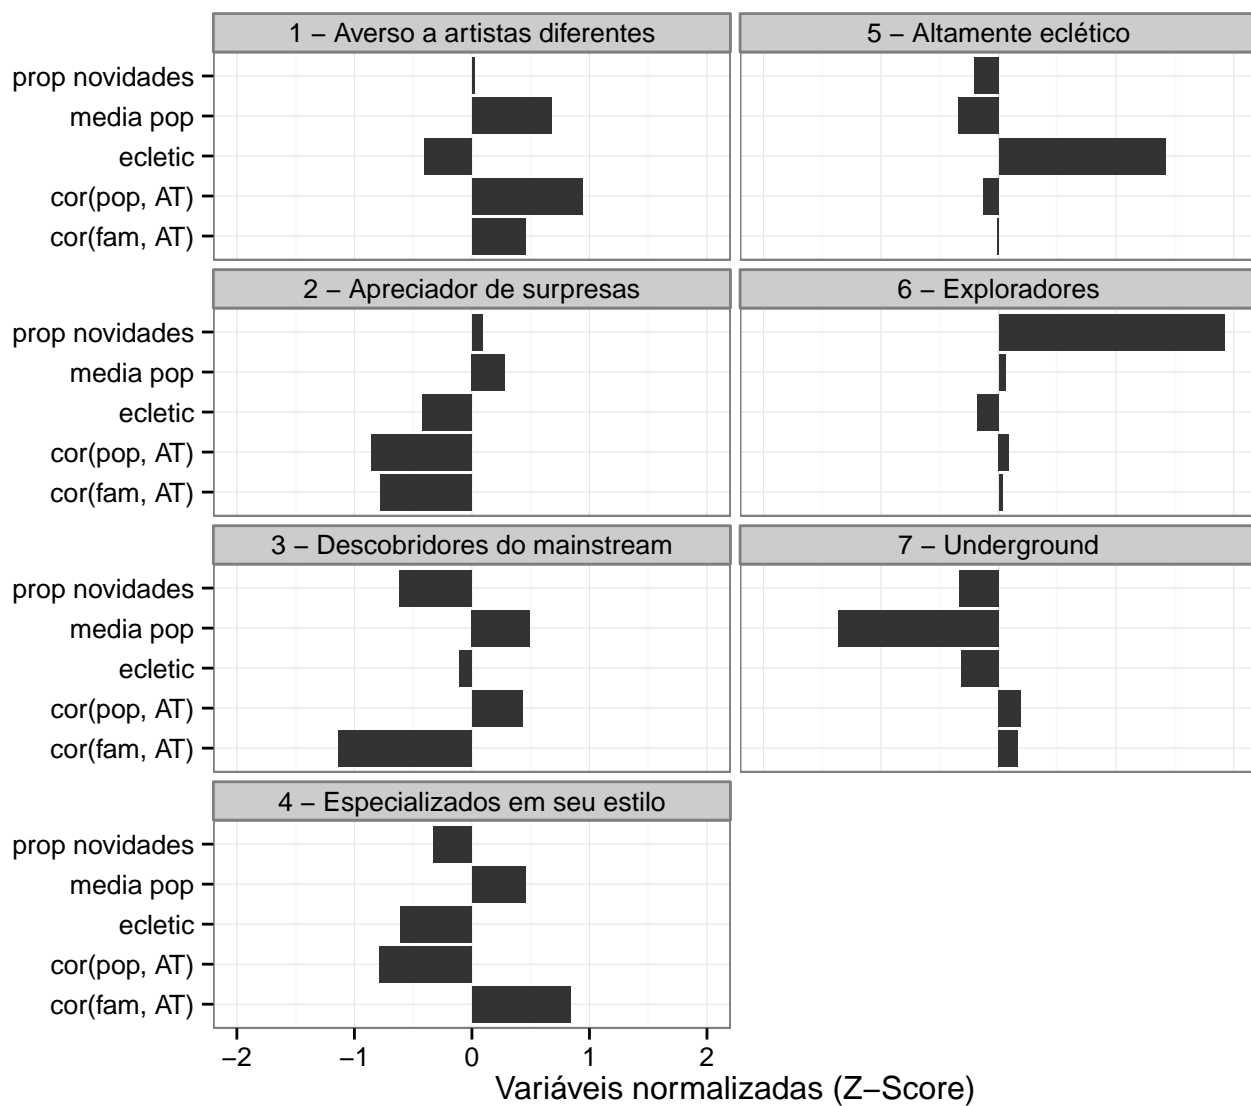 1 – Averso a artistas diferentes
5 – Altamente eclético
prop novidades
media pop
ecletic
cor(pop, AT)
cor(fam, AT)
2 – Apreciador de surpresas
6 – Exploradores
prop novidades
media pop
ecletic
cor(pop, AT)
cor(fam, AT)
3 – Descobridores do mainstream
7 – Underground
prop novidades
media pop
ecletic
cor(pop, AT)
cor(fam, AT)
4 – Especializados em seu estilo
prop novidades
media pop
ecletic
cor(pop, AT)
cor(fam, AT)
−2 −1 0 1 2
Variáveis normalizadas (Z−Score)